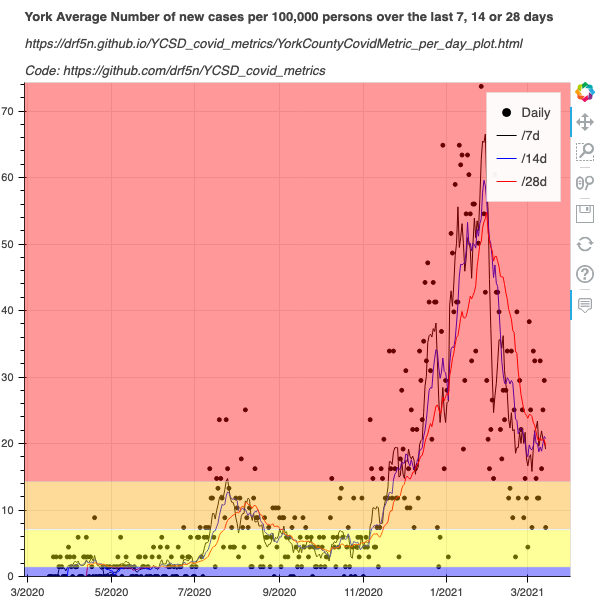 York Average Number of new cases per 100,000 persons over the last 7, 14 or 28 days
https://drf5n.github.io/YCSD_covid_metrics/YorkCountyCovidMetric_per_day_plot.html
Code: https://github.com/drf5n/YCSD_covid_metrics
Daily
/7d
/14d
/28d
70
60
50
40
30
20
10
0
3/2020 5/2020 7/2020 9/2020 11/2020 1/2021 3/2021